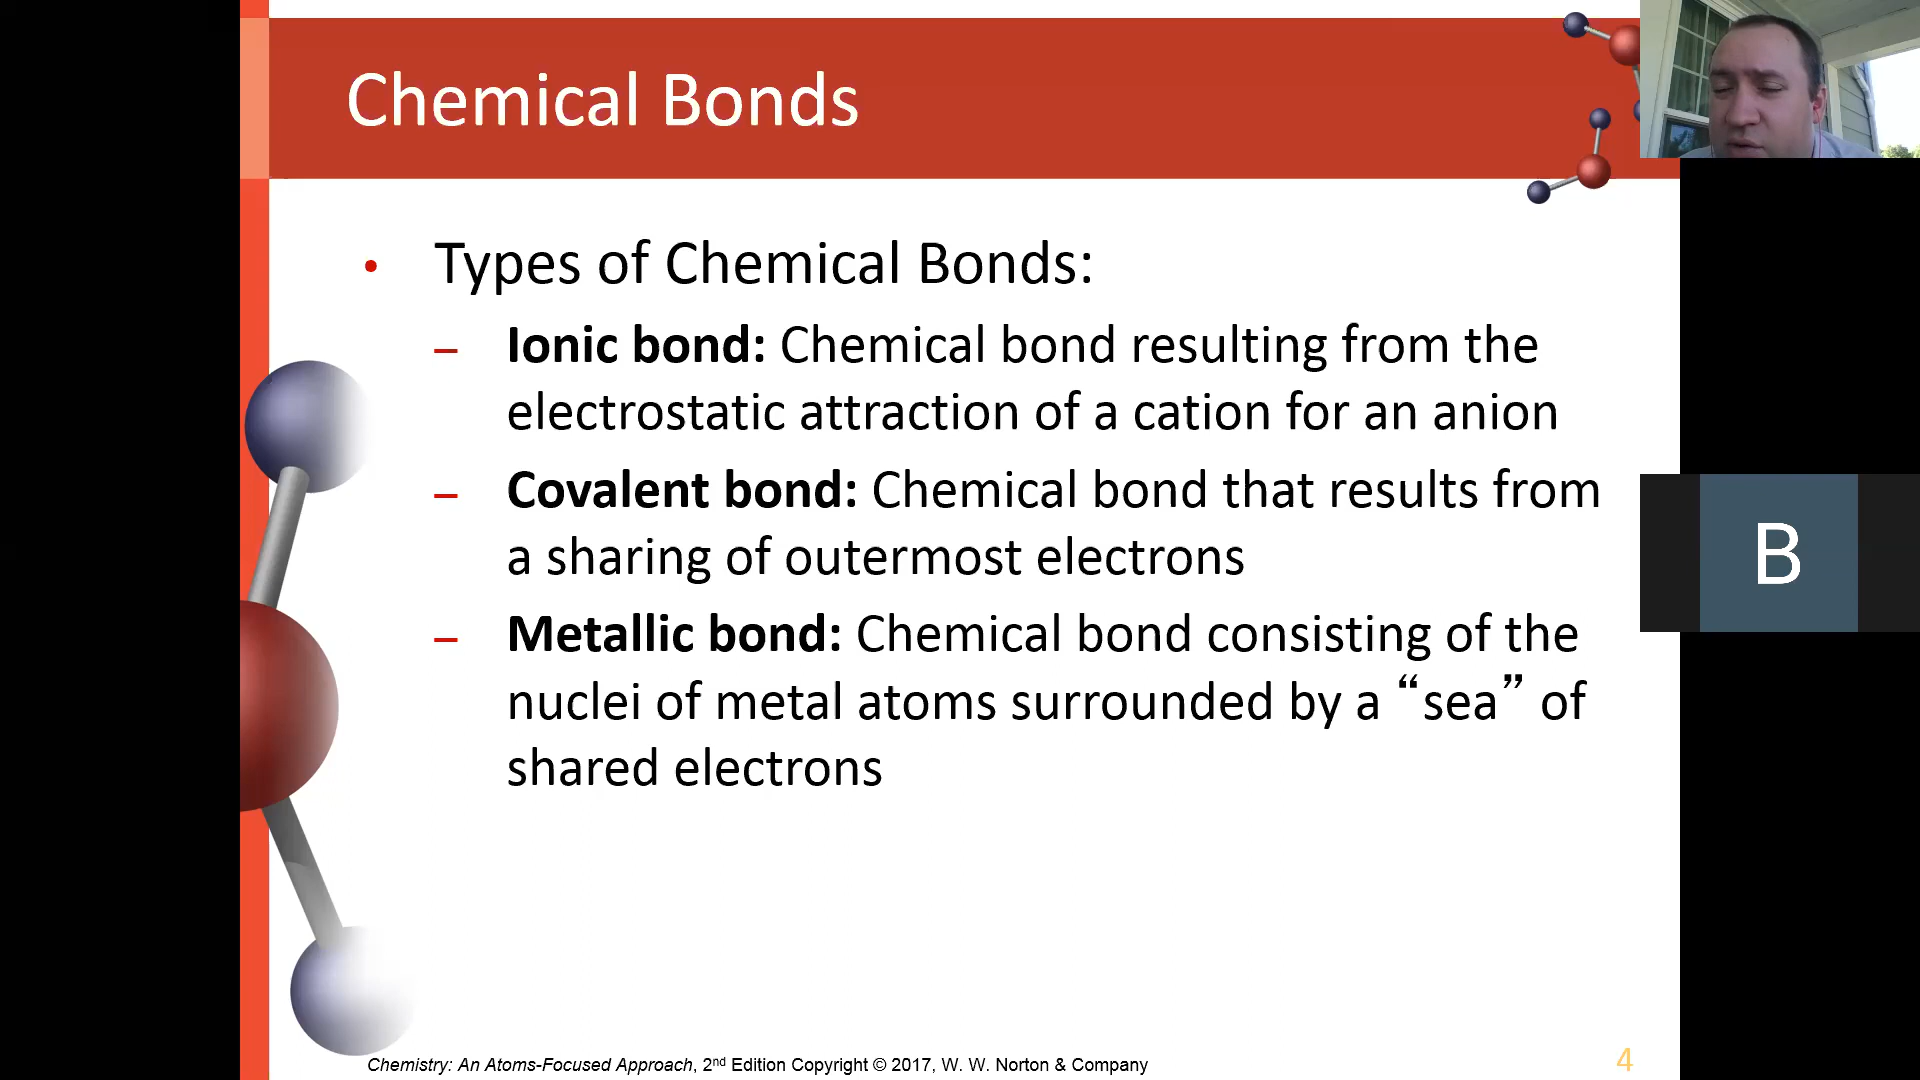 Chemical Bonds
• Types of Chemical Bonds:
– Ionic bond: Chemical bond resulting from the
electrostatic attraction of a cation for an anion
– Covalent bond: Chemical bond that results from
a sharing of outermost electrons
– Metallic bond: Chemical bond consisting of the
nuclei of metal atoms surrounded by a “sea” of
shared electrons
B
Chemistry: An Atoms-Focused Approach, 2nd Edition Copyright © 2017, W. W. Norton & Company
4